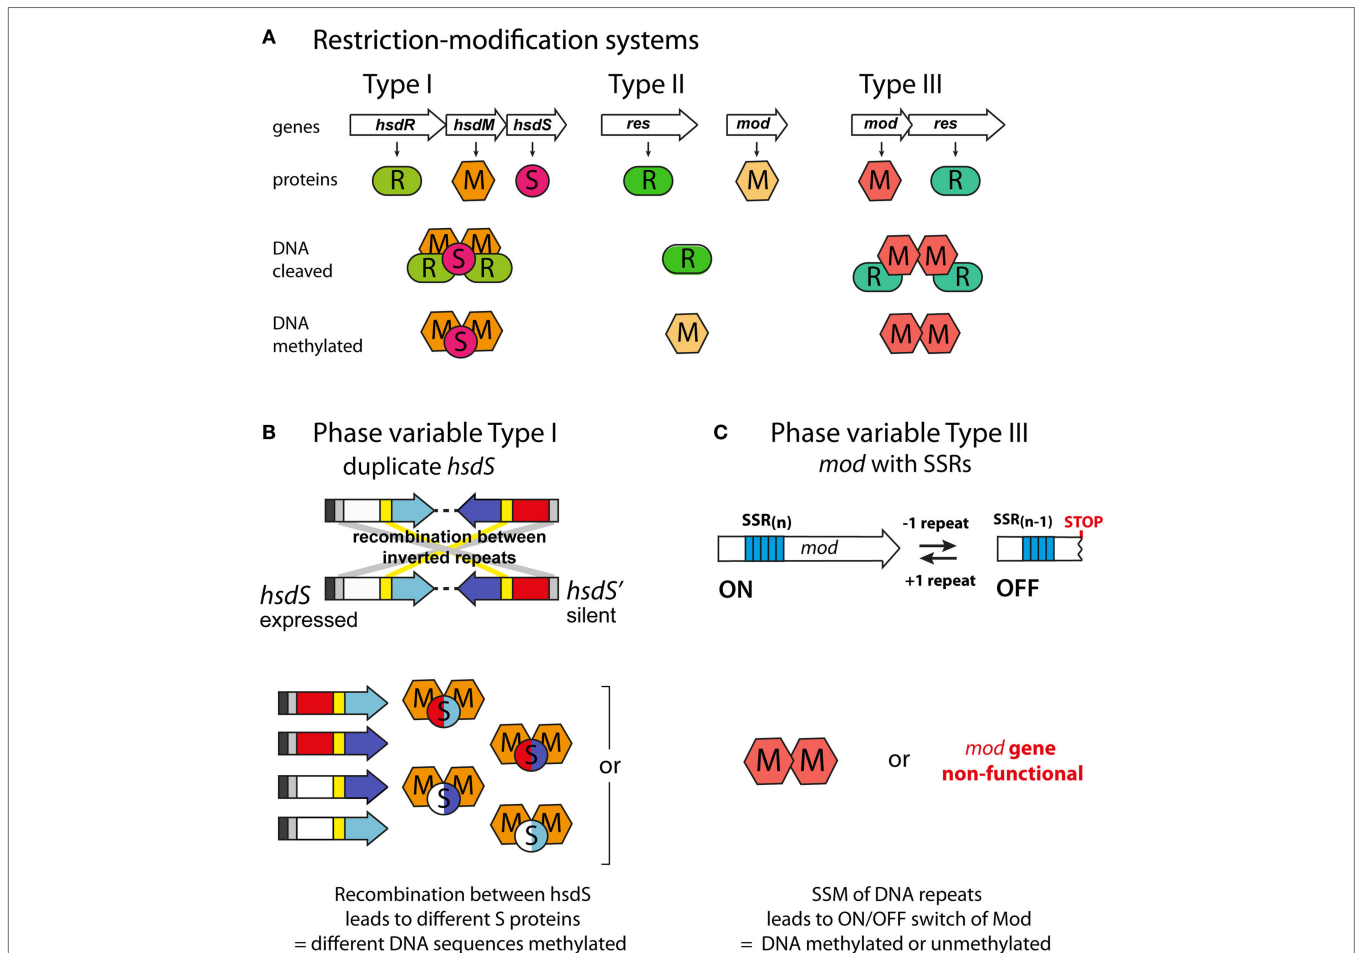 A Restriction-modification systems
Type I Type II Type III
genes hsdR hsdM hsdS res mod mod res
proteins R M S R M M R
DNA
cleaved
M M S R R R M M R R
DNA
methylated
M M S M M M
B Phase variable Type I
duplicate hsdS
recombination between
inverted repeats
hsdS
expressed
hsdS′
silent
M M S
M M S
M M S
M M S
or
Recombination between hsdS
leads to different S proteins
= different DNA sequences methylated
C Phase variable Type III
mod with SSRs
SSR(n) -1 repeat SSR(n-1) STOP
mod
ON +1 repeat OFF
M M or mod gene
non-functional
SSM of DNA repeats
leads to ON/OFF switch of Mod
= DNA methylated or unmethylated